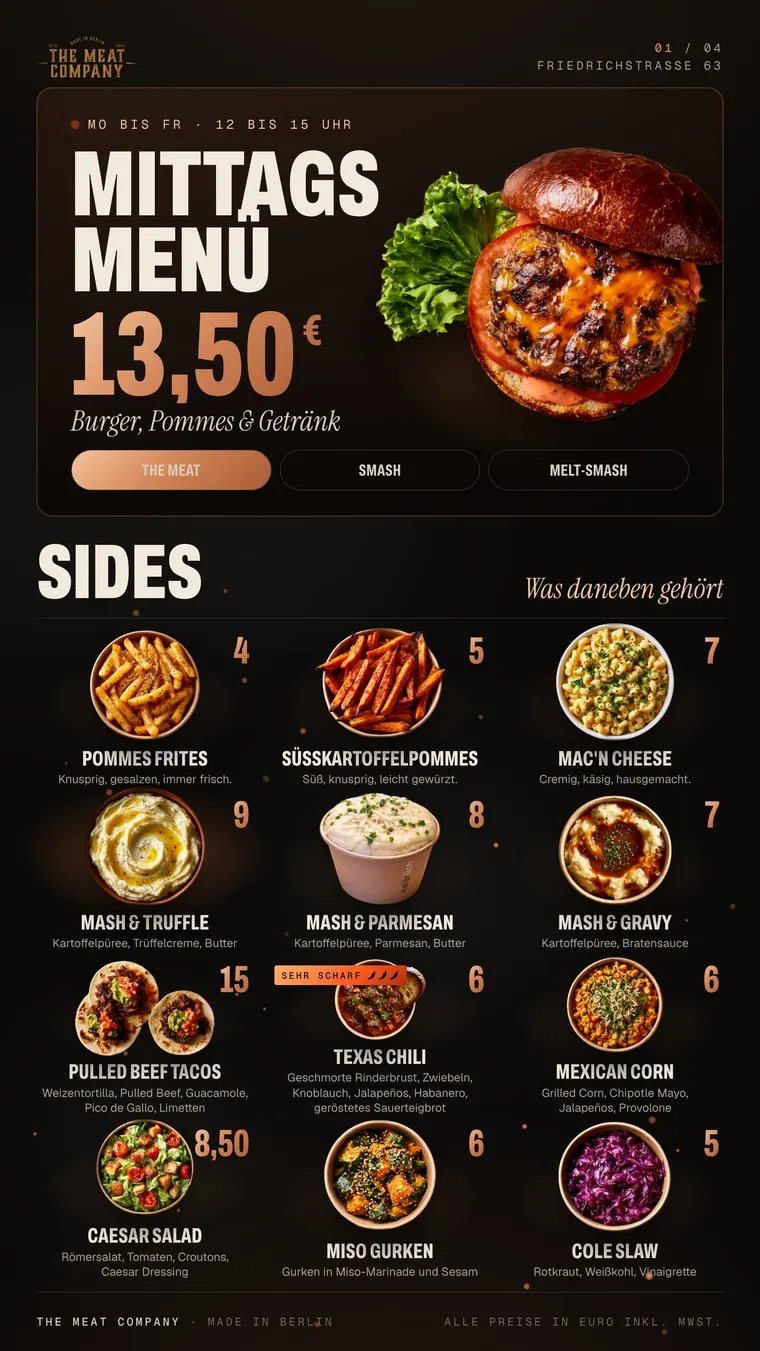 MADE IN BERLIN
THE MEAT
COMPANY
01 / 04
FRIEDRICHSTRASSE 63
MO BIS FR · 12 BIS 15 UHR
MITTAGS
MENÜ
13,50 €
Burger, Pommes & Getränk
THE MEAT
SMASH
MELT-SMASH
SIDES
Was daneben gehört
4
POMMES FRITES
Knusprig, gesalzen, immer frisch.
5
SÜSSKARTOFFELPOMMES
Süß, knusprig, leicht gewürzt.
7
MAC'N CHEESE
Cremig, käsig, hausgemacht.
9
MASH & TRUFFLE
Kartoffelpüree, Trüffelcreme, Butter
8
MASH & PARMESAN
Kartoffelpüree, Parmesan, Butter
7
MASH & GRAVY
Kartoffelpüree, Bratensauce
15
PULLED BEEF TACOS
Weizentortilla, Pulled Beef, Guacamole,
Pico de Gallo, Limetten
SEHR SCHARF
6
TEXAS CHILI
Geschmorte Rinderbrust, Zwiebeln,
Knoblauch, Jalapeños, Habanero,
geröstetes Sauerteigbrot
6
MEXICAN CORN
Grilled Corn, Chipotle Mayo,
Jalapeños, Provolone
8,50
CAESAR SALAD
Römersalat, Tomaten, Croutons,
Caesar Dressing
6
MISO GURKEN
Gurken in Miso-Marinade und Sesam
5
COLE SLAW
Rotkraut, Weißkohl, Vinaigrette
THE MEAT COMPANY · MADE IN BERLIN
ALLE PREISE IN EURO INKL. MWST.